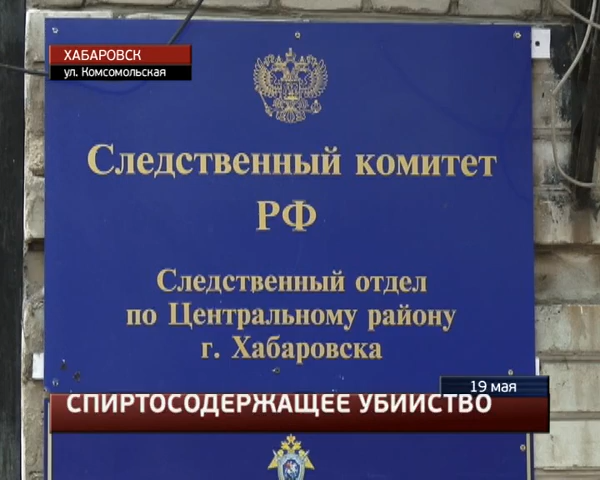 ХАБАРОВСК
ул. Комсомольская
Следственный комитет
РФ
Следственный отдел
по Центральному району
г. Хабаровска
19 мая
СПИРТОСОДЕРЖАЩЕЕ УБИЙСТВО